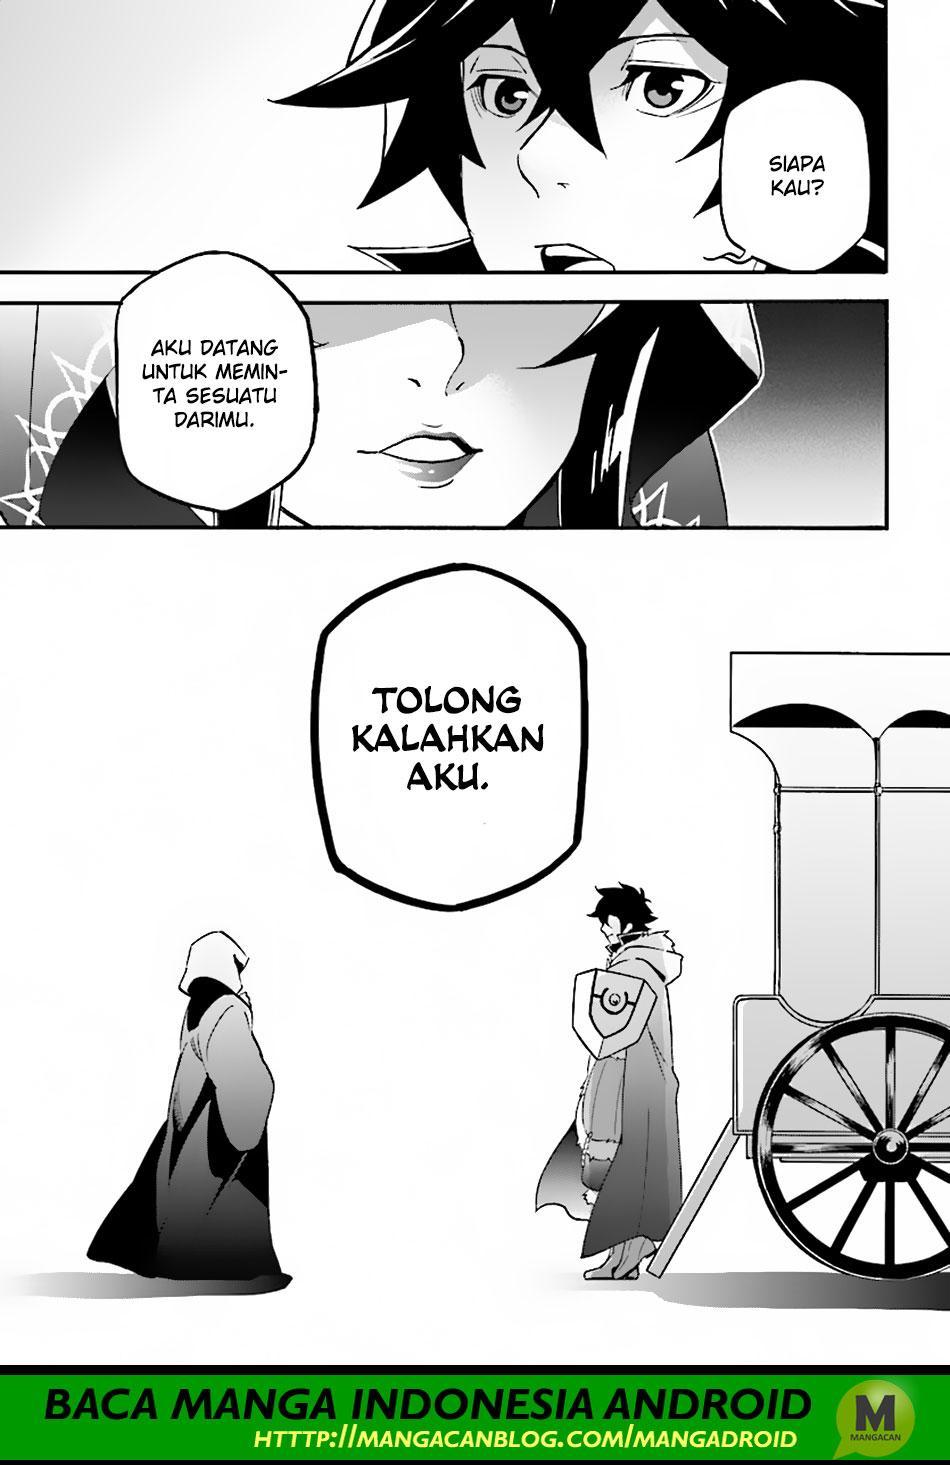 SIAPA
KAU?
AKU DATANG
UNTUK MEMIN-
TA SESUATU
DARIMU.
TOLONG
KALAHKAN
AKU.
BACA MANGA INDONESIA ANDROID
HTTTP://MANGACANBLOG.COM/MANGADROID
M
MANGACAN